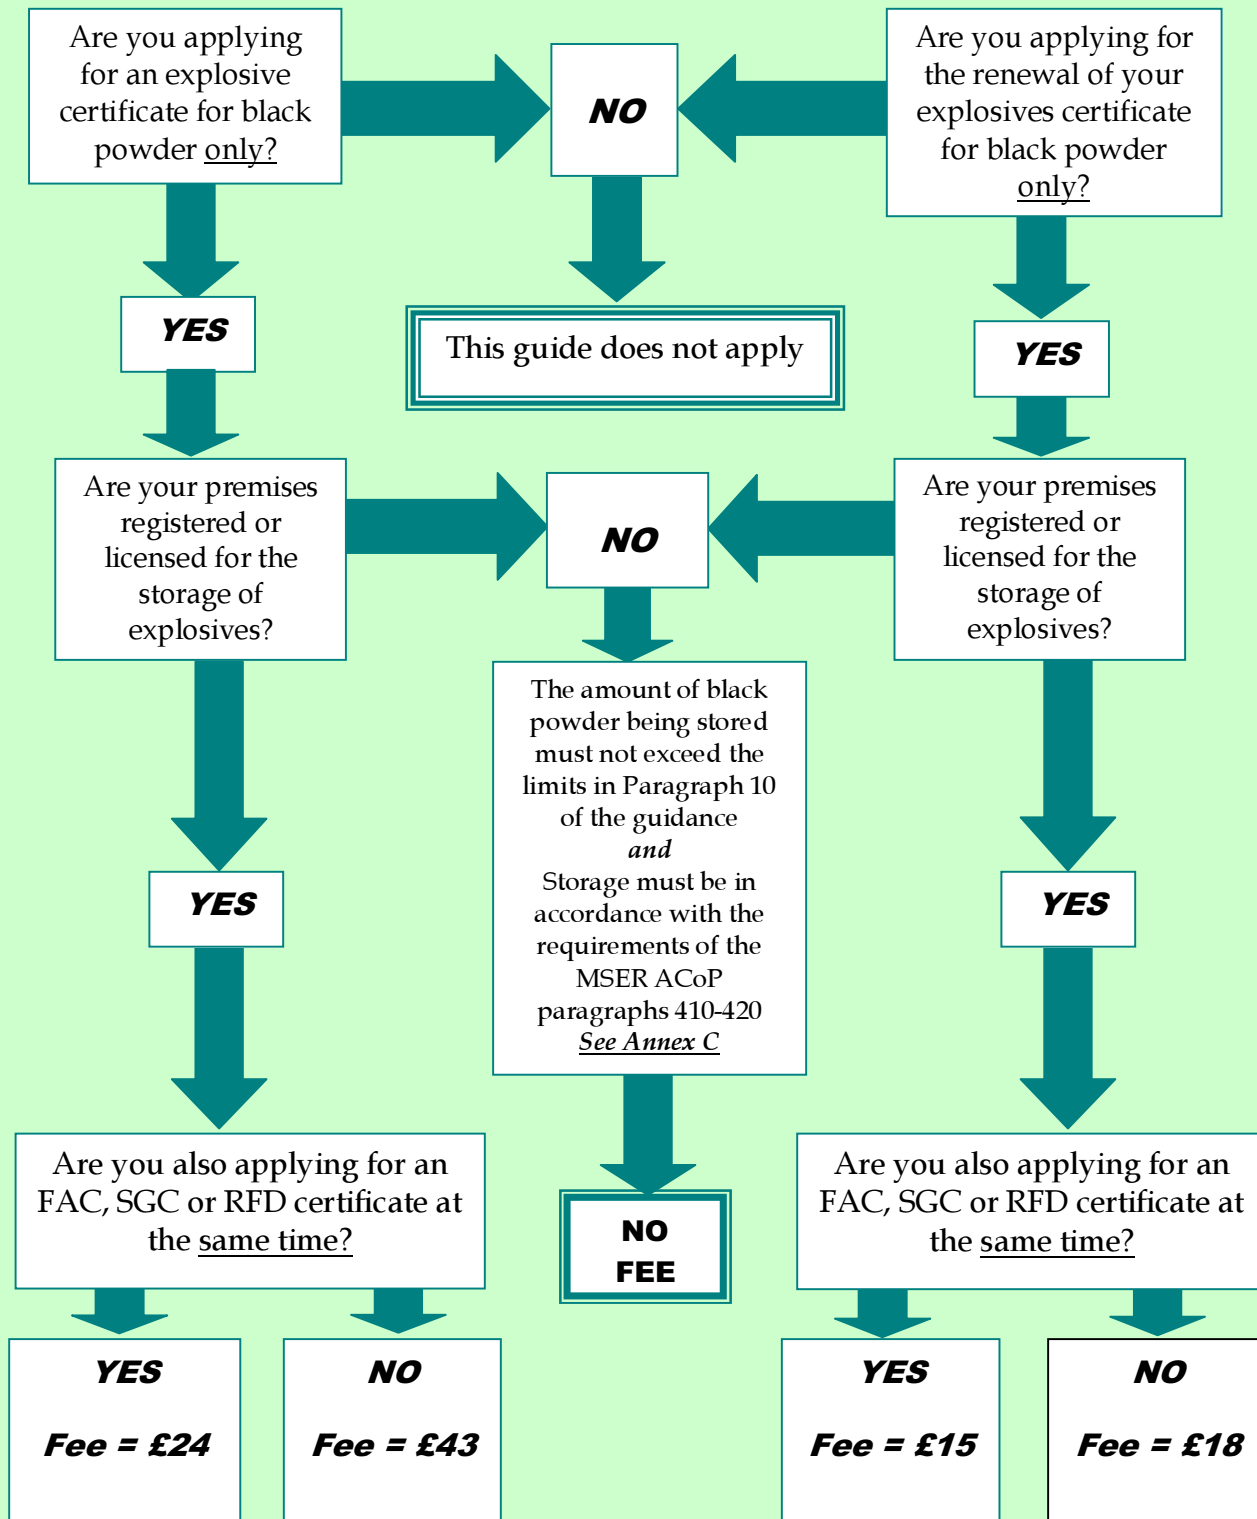 Are you applying
for an explosive
certificate for black
powder only?
NO
Are you applying for
the renewal of your
explosives certificate
for black powder
only?
YES
This guide does not apply
YES
Are your premises
registered or
licensed for the
storage of
explosives?
NO
Are your premises
registered or
licensed for the
storage of
explosives?
The amount of black
powder being stored
must not exceed the
limits in Paragraph 10
of the guidance
and
Storage must be in
accordance with the
requirements of the
MSER ACoP
paragraphs 410-420
See Annex C
YES
YES
Are you also applying for an
FAC, SGC or RFD certificate at
the same time?
NO
FEE
Are you also applying for an
FAC, SGC or RFD certificate at
the same time?
YES
Fee = £24
NO
Fee = £43
YES
Fee = £15
NO
Fee = £18